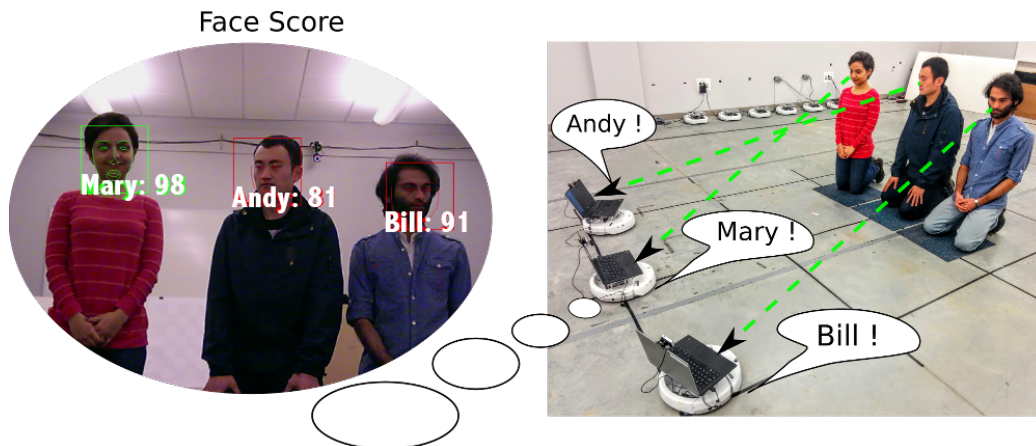 Face Score
Mary: 98
Andy: 81
Bill: 91
Andy !
Mary !
Bill !